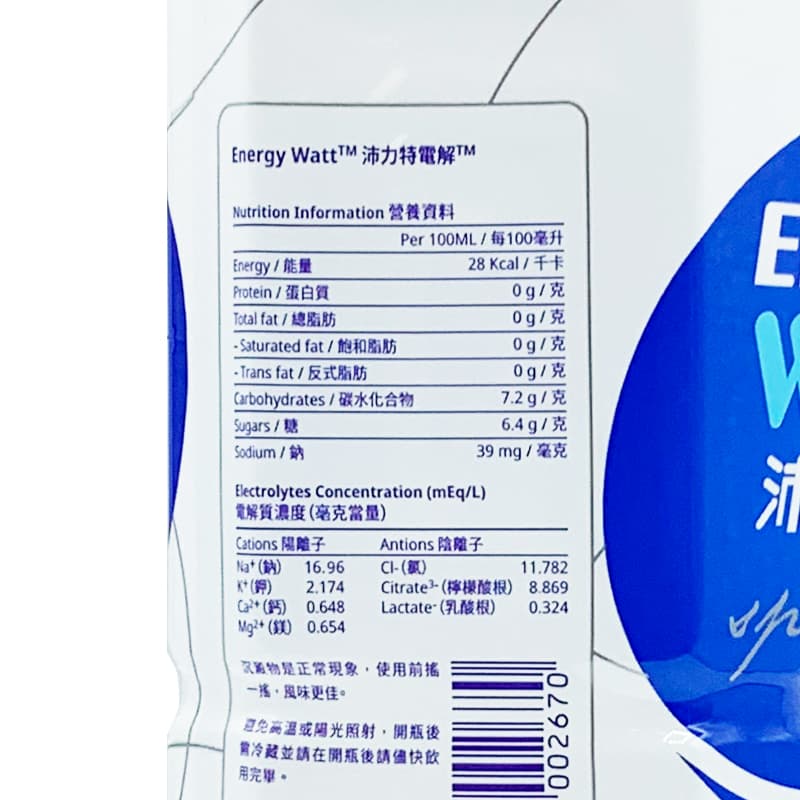 Energy Watt™ 沛力特電解™
Nutrition Information 營養資料
Per 100ML / 每100毫升
Energy / 能量 28 Kcal / 千卡
Protein / 蛋白質 0 g / 克
Total fat / 總脂肪 0 g / 克
- Saturated fat / 飽和脂肪 0 g / 克
- Trans fat / 反式脂肪 0 g / 克
Carbohydrates / 碳水化合物 7.2 g / 克
Sugars / 糖 6.4 g / 克
Sodium / 鈉 39 mg / 毫克
Electrolytes Concentration (mEq/L)
電解質濃度 (毫克當量)
Cations 陽離子 Antions 陰離子
Na⁺ (鈉) 16.96 Cl- (氯) 11.782
K⁺ (鉀) 2.174 Citrate³⁻ (檸檬酸根) 8.869
Ca²⁺ (鈣) 0.648 Lactate⁻ (乳酸根) 0.324
Mg²⁺ (鎂) 0.654
物是正常現象，使用前搖
一搖，風味更佳。
避免高溫或陽光照射，開瓶後
需冷藏並請在開瓶後請儘快飲
用完畢。
002670
E
W
沛
sp